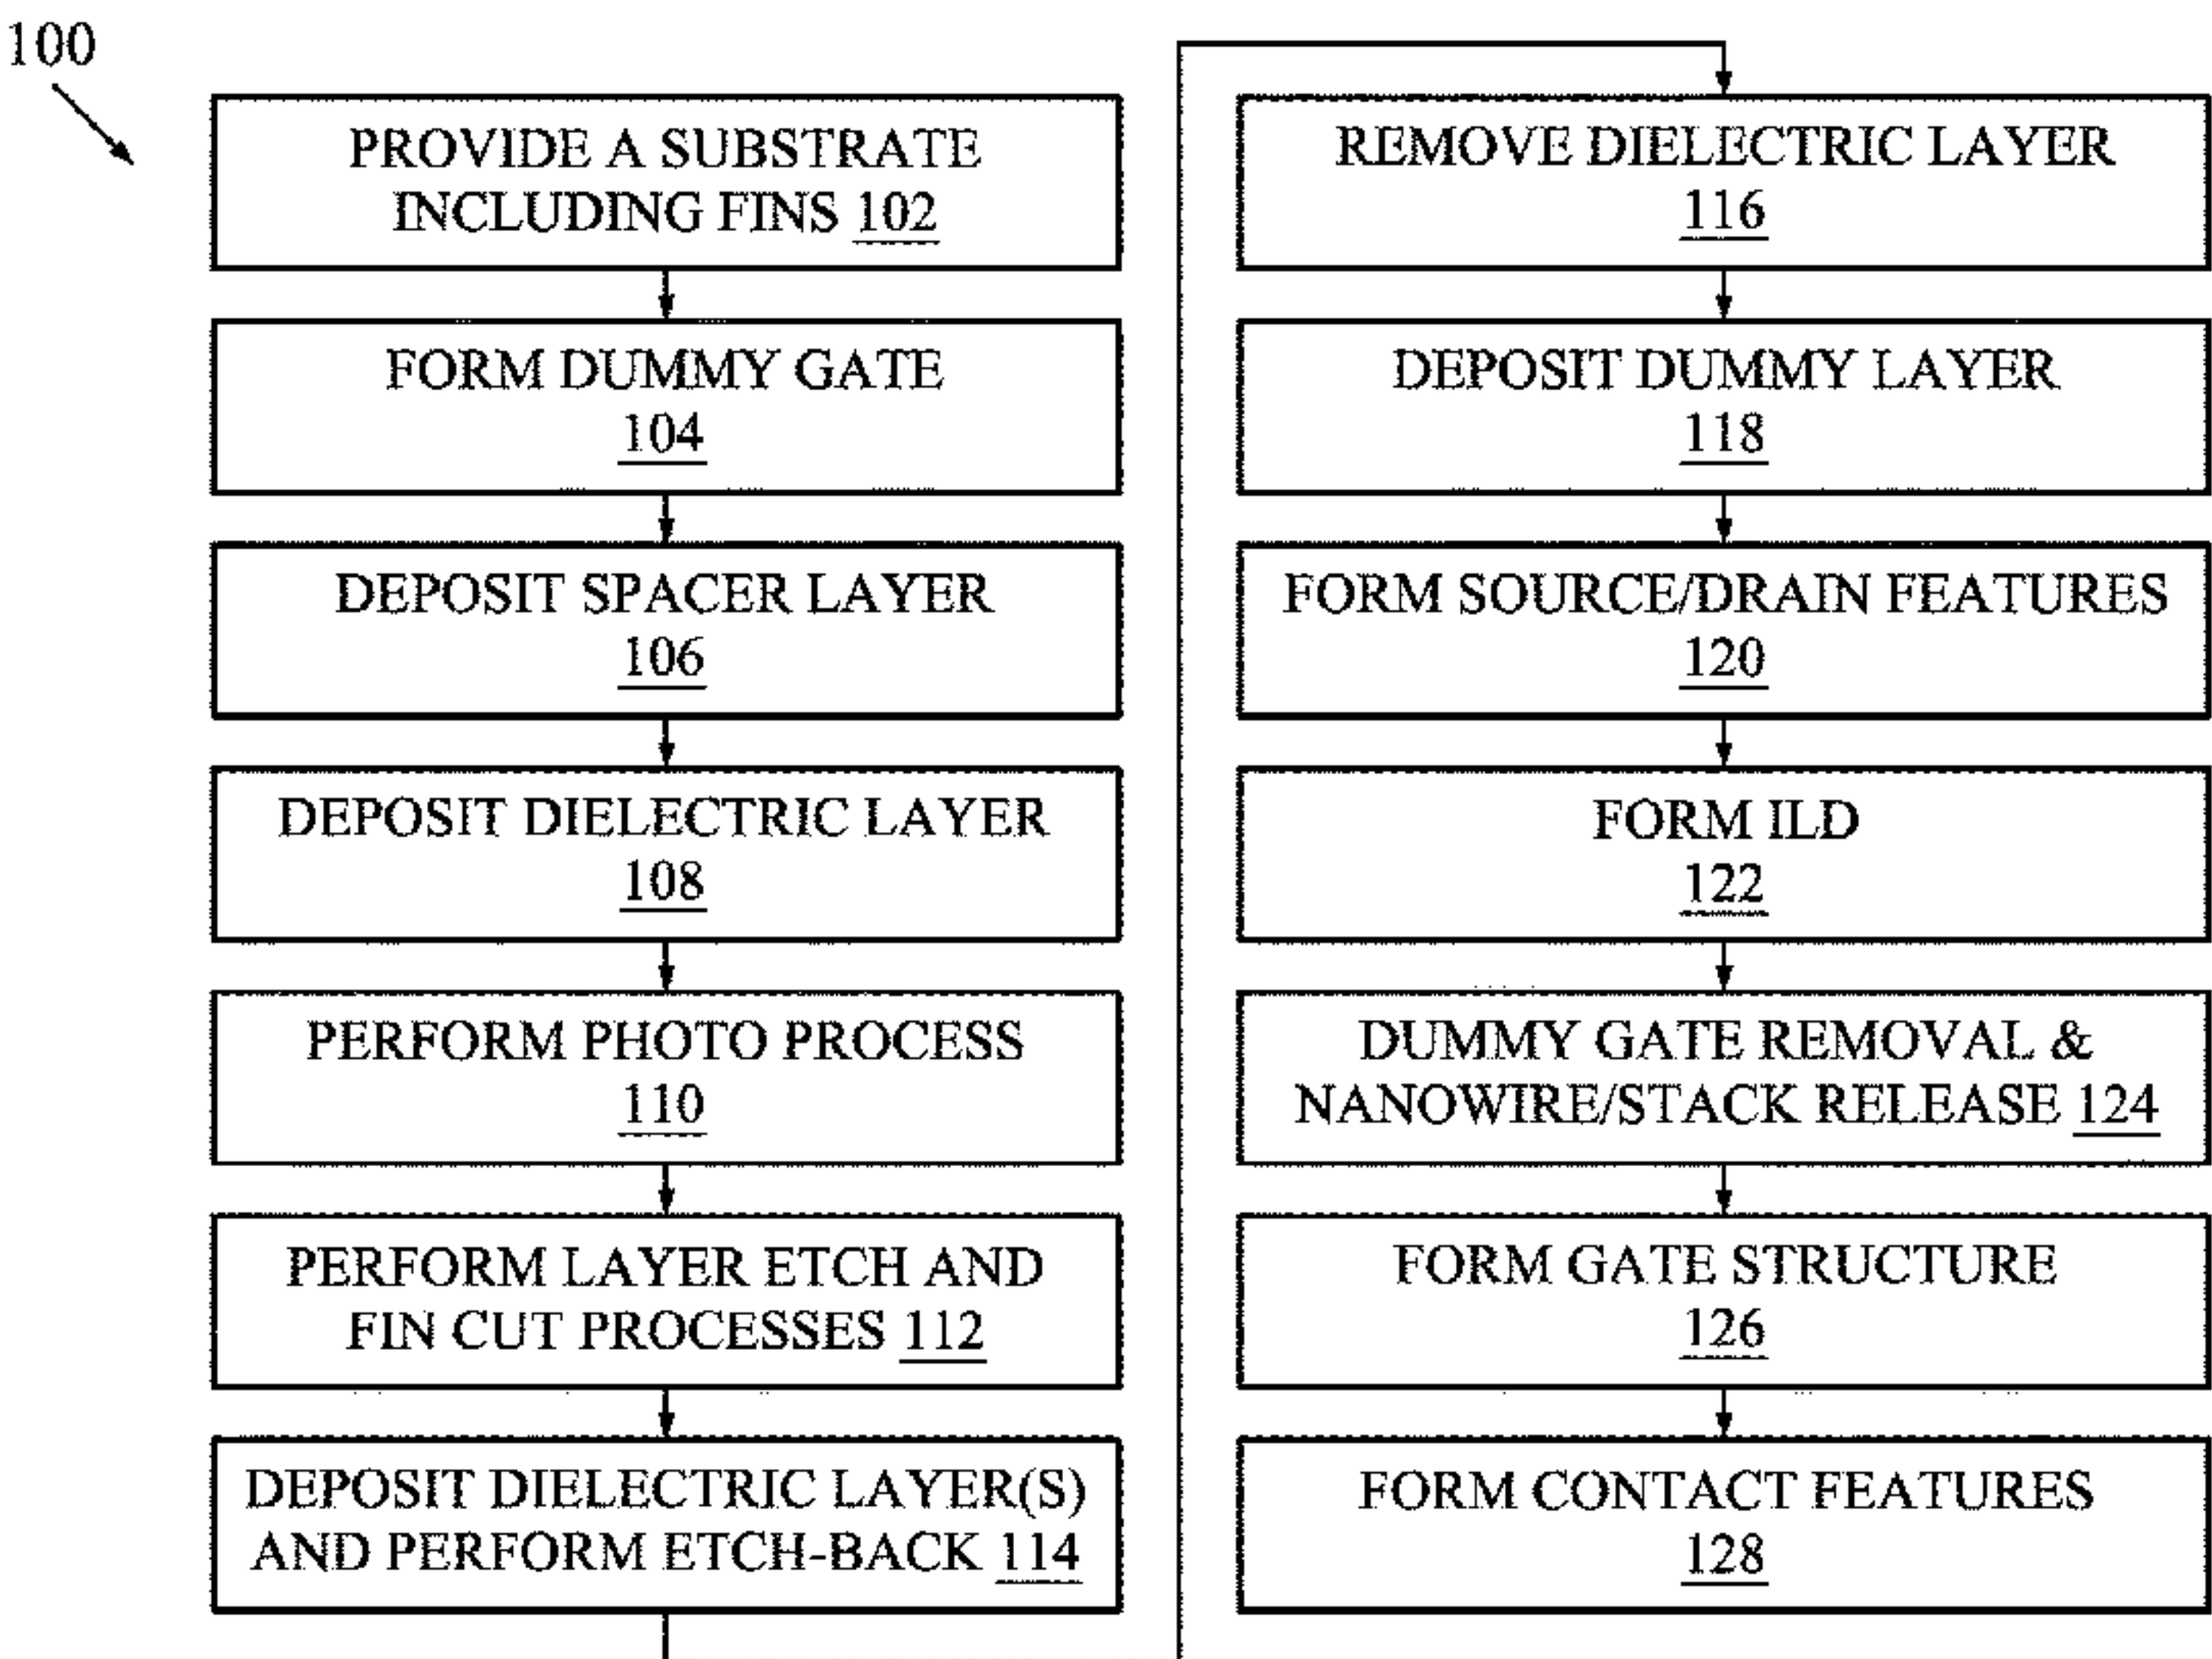 100
PROVIDE A SUBSTRATE
INCLUDING FINS 102
FORM DUMMY GATE
104
DEPOSIT SPACER LAYER
106
DEPOSIT DIELECTRIC LAYER
108
PERFORM PHOTO PROCESS
110
PERFORM LAYER ETCH AND
FIN CUT PROCESSES 112
DEPOSIT DIELECTRIC LAYER(S)
AND PERFORM ETCH-BACK 114
REMOVE DIELECTRIC LAYER
116
DEPOSIT DUMMY LAYER
118
FORM SOURCE/DRAIN FEATURES
120
FORM ILD
122
DUMMY GATE REMOVAL &
NANOWIRE/STACK RELEASE 124
FORM GATE STRUCTURE
126
FORM CONTACT FEATURES
128